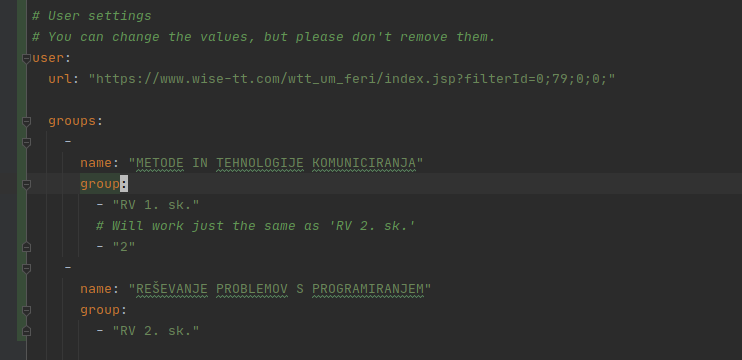 # User settings
# You can change the values, but please don't remove them.
user:
  url: "https://www.wise-tt.com/wtt_um_feri/index.jsp?filterId=0;79;0;0;"

  groups:
    -
      name: "METODE IN TEHNOLOGIJE KOMUNICIRANJA"
      group:
        - "RV 1. sk."
        # Will work just the same as 'RV 2. sk.'
        - "2"
    -
      name: "REŠEVANJE PROBLEMOV S PROGRAMIRANJEM"
      group:
        - "RV 2. sk."